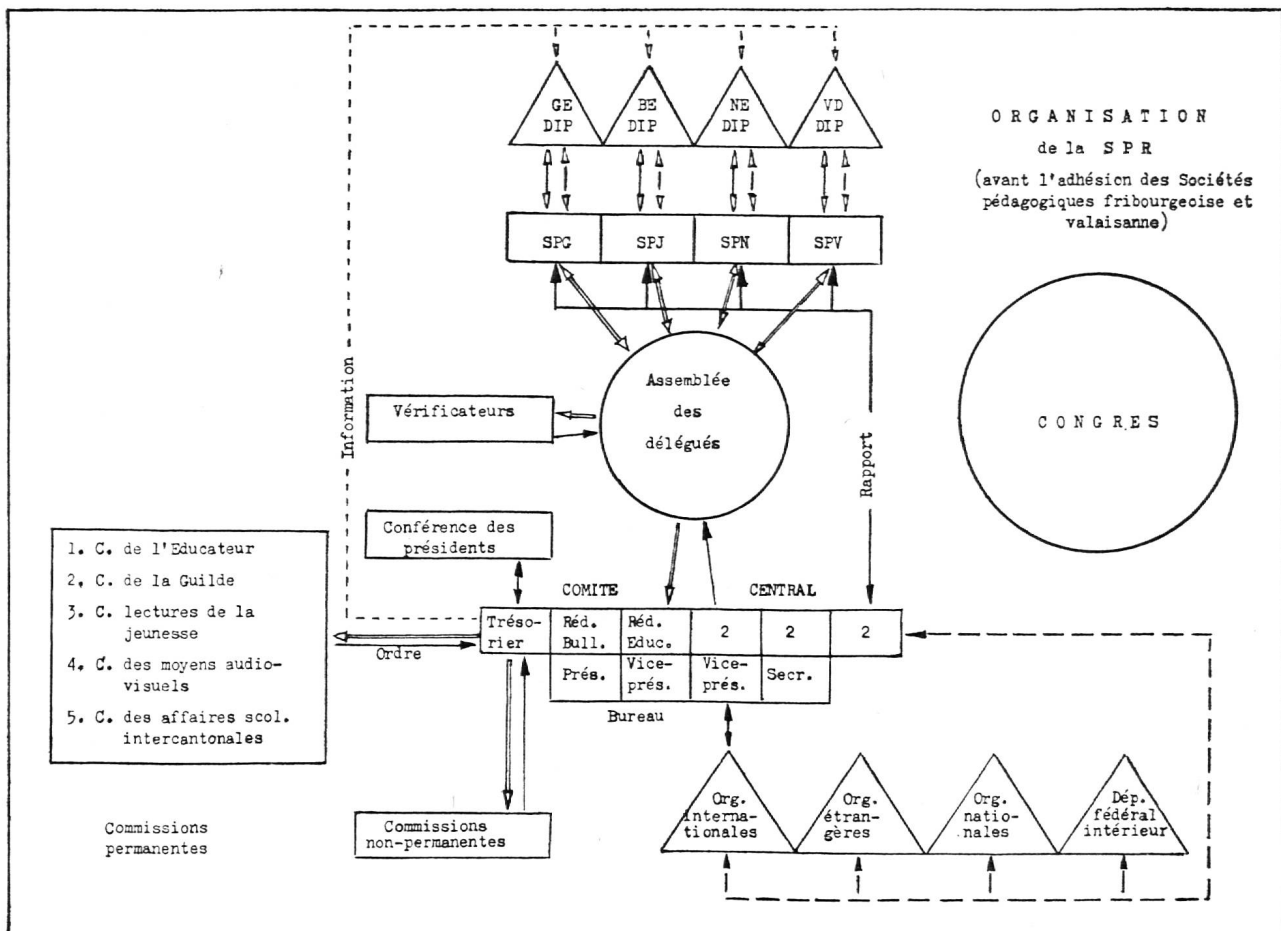 GE
DIP
BE
DIP
NE
DIP
VD
DIP
ORGANISATION
de la SPR
(avant l'adhésion des Sociétés
pédagogiques fribourgeoise et
valaisanne)
SPG
SPJ
SPN
SPV
Information
Assemblée
des
délégués
Vérificateurs
Rapport
CONGRES
Conférence des
présidents
1. C. de l'Educateur
2, C. de la Guilde
3. C. lectures de la
jeunesse
4. C. des moyens audio-
visuels
5. C. des affaires scol.
intercantonales
Ordre
COMITE CENTRAL
Tréso-
rier
Réd.
Bull.
Réd.
Educ.
2
2
2
Prés.
Vice-
prés.
Vice-
prés.
Secr.
Bureau
Commissions
permanentes
Commissions
non-permanentes
Org.
Internatio-
nales
Org.
étran-
gères
Org.
natio-
nales
Dép.
fédéral
intérieur